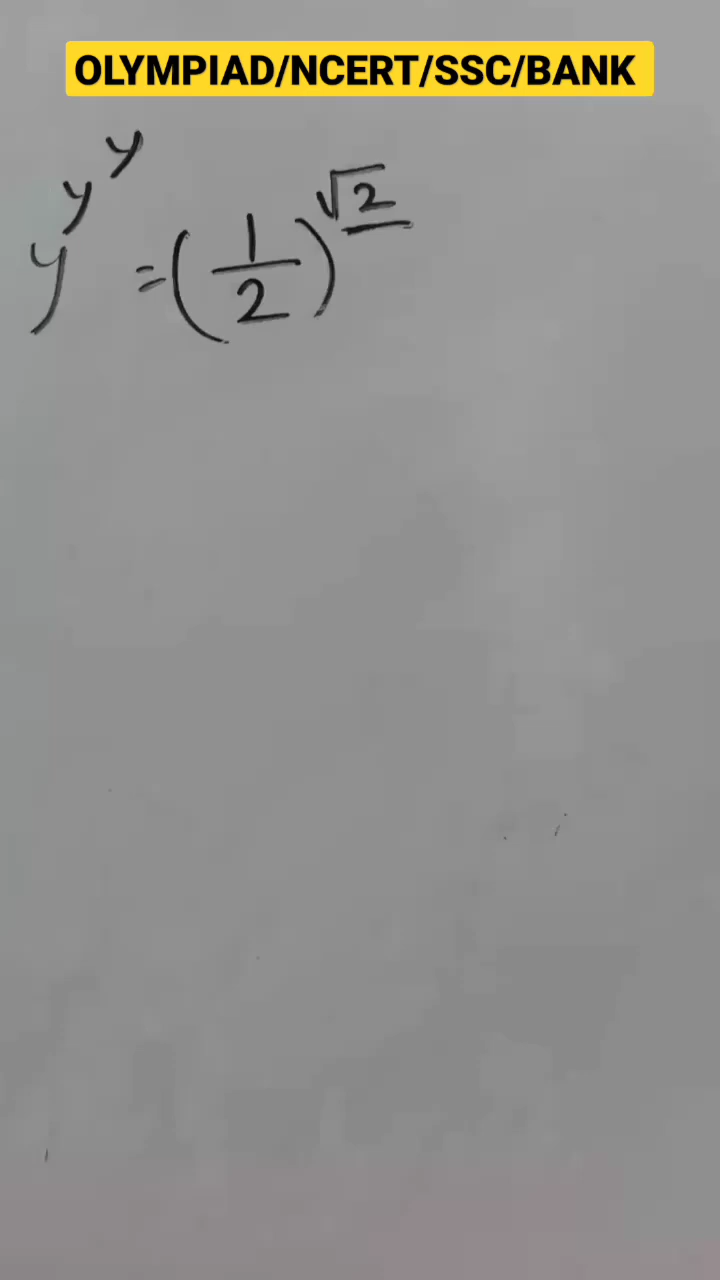 OLYMPIAD/NCERT/SSC/BANK
y^y^y = (1/2)^√2